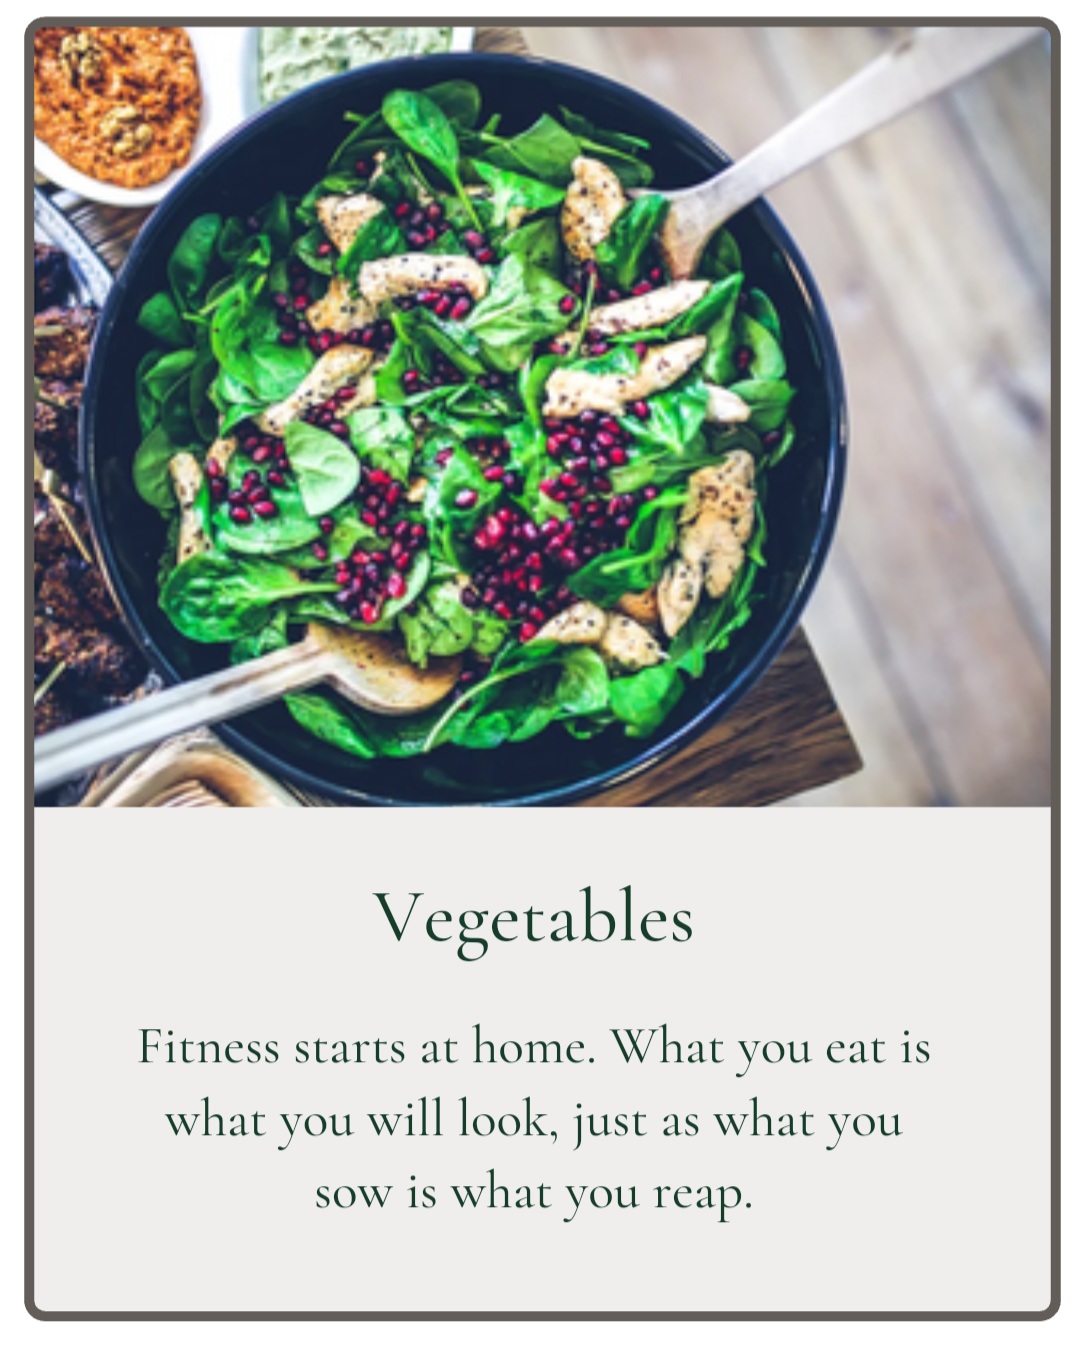 Vegetables
Fitness starts at home. What you eat is
what you will look, just as what you
sow is what you reap.